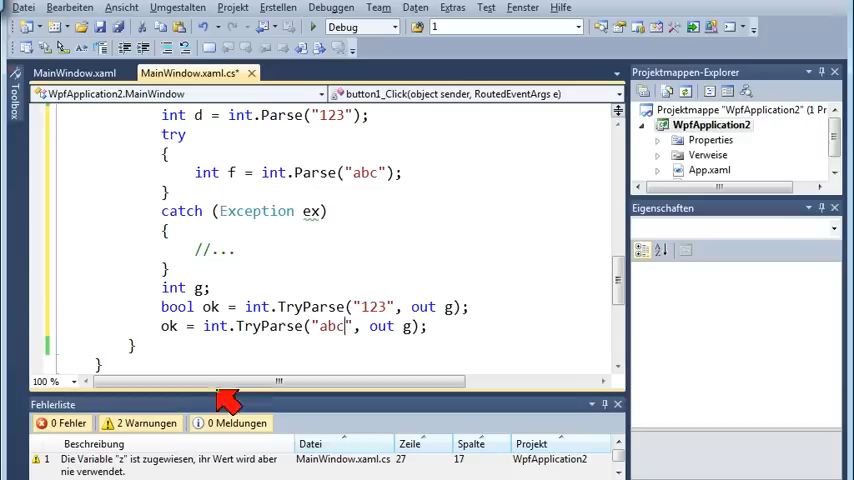 Datei Bearbeiten Ansicht Umgestalten Projekt Erstellen Debuggen Team Daten Extras Test Fenster Hilfe
Debug 1
MainWindow.xaml MainWindow.xaml.cs*
WpfApplication2.MainWindow button1_Click(object sender, RoutedEventArgs e)
Toolbox
int d = int.Parse("123");
try
{
int f = int.Parse("abc");
}
catch (Exception ex)
{
//...
}
int g;
bool ok = int.TryParse("123", out g);
ok = int.TryParse("abc", out g);
}
}
100 %
Projektmappen-Explorer
Projektmappe "WpfApplication2" (1 Pro
WpfApplication2
Properties
Verweise
App.xaml
Eigenschaften
Fehlerliste
0 Fehler 2 Warnungen 0 Meldungen
Beschreibung Datei Zeile Spalte Projekt
1 Die Variable "z" ist zugewiesen, ihr Wert wird aber MainWindow.xaml.cs 27 17 WpfApplication2
nie verwendet.